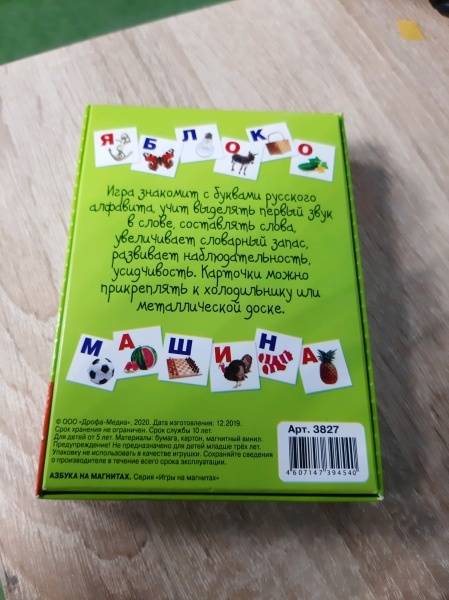 Я Б Л О К О
Игра знакомит с буквами русского
алфавита, учит выделять первый звук
в слове, составлять слова,
увеличивает словарный запас,
развивает наблюдательность,
усидчивость. Карточки можно
прикреплять к холодильнику или
металлической доске.
М А Ш И Н А
© ООО «Дрофа-Медиа», 2020. Дата изготовления: 12.2019.
Срок хранения не ограничен. Срок службы 10 лет.
Для детей от 5 лет. Материалы: бумага, картон, магнитный винил.
Предупреждение! Не предназначено для детей младше трёх лет.
Упаковку не использовать в качестве игрушки. Сохраняйте сведения
о производителе в течение всего срока эксплуатации.
АЗБУКА НА МАГНИТАХ. Серия «Игры на магнитах»
Арт. 3827
4 607147 394540